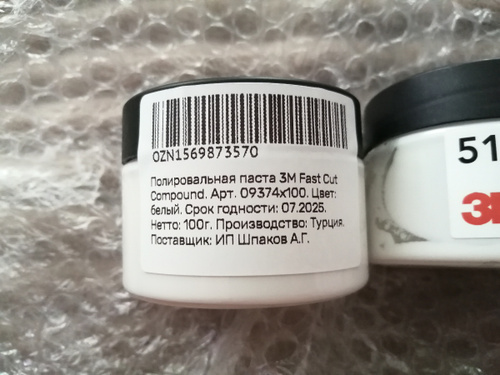 OZN1569873570
Полировальная паста 3M Fast Cut
Compound. Арт. 09374x100. Цвет:
белый. Срок годности: 07.2025.
Нетто: 100г. Производство: Турция.
Поставщик: ИП Шпаков А.Г.
51
3M